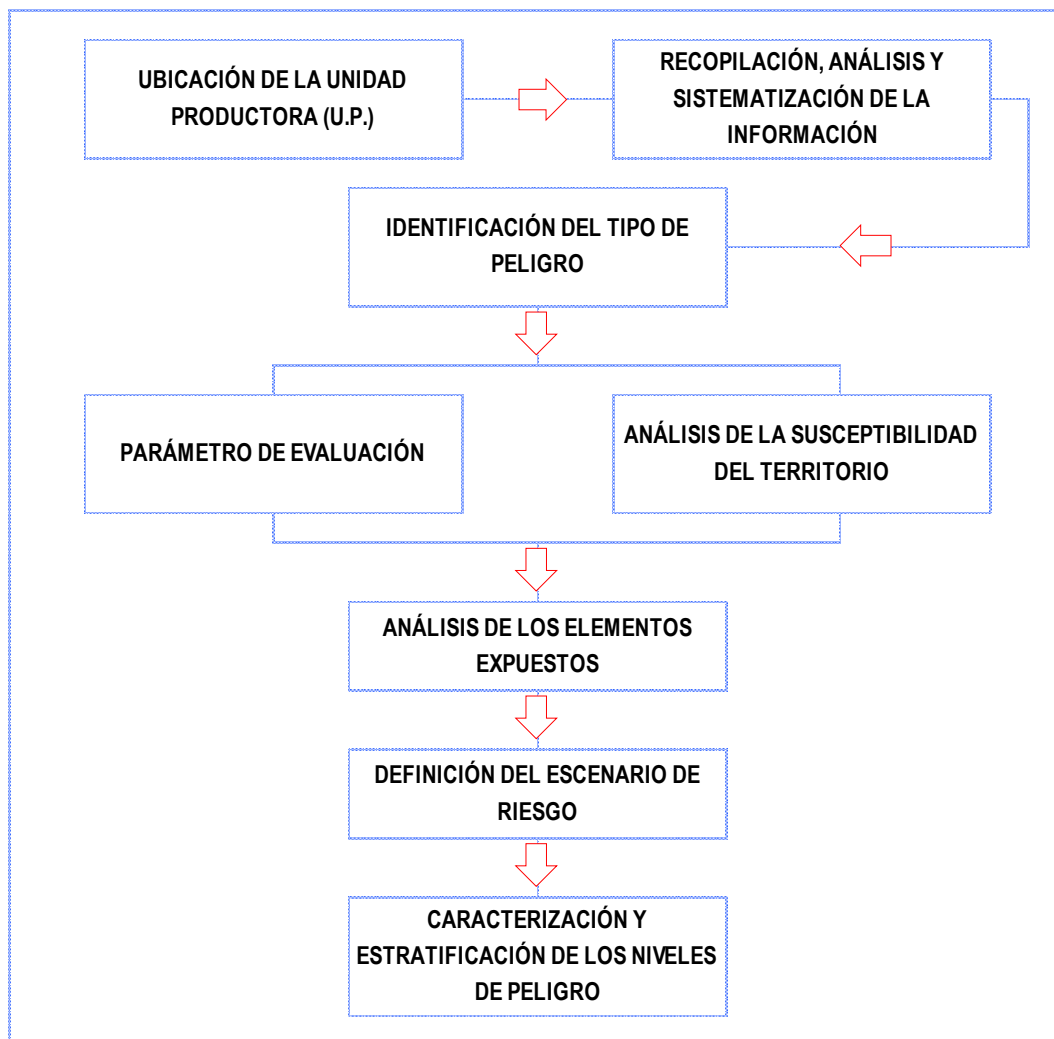 UBICACIÓN DE LA UNIDAD
PRODUCTORA (U.P.)
RECOPILACIÓN, ANÁLISIS Y
SISTEMATIZACIÓN DE LA
INFORMACIÓN
IDENTIFICACIÓN DEL TIPO DE
PELIGRO
PARÁMETRO DE EVALUACIÓN
ANÁLISIS DE LA SUSCEPTIBILIDAD
DEL TERRITORIO
ANÁLISIS DE LOS ELEMENTOS
EXPUESTOS
DEFINICIÓN DEL ESCENARIO DE
RIESGO
CARACTERIZACIÓN Y
ESTRATIFICACIÓN DE LOS NIVELES
DE PELIGRO